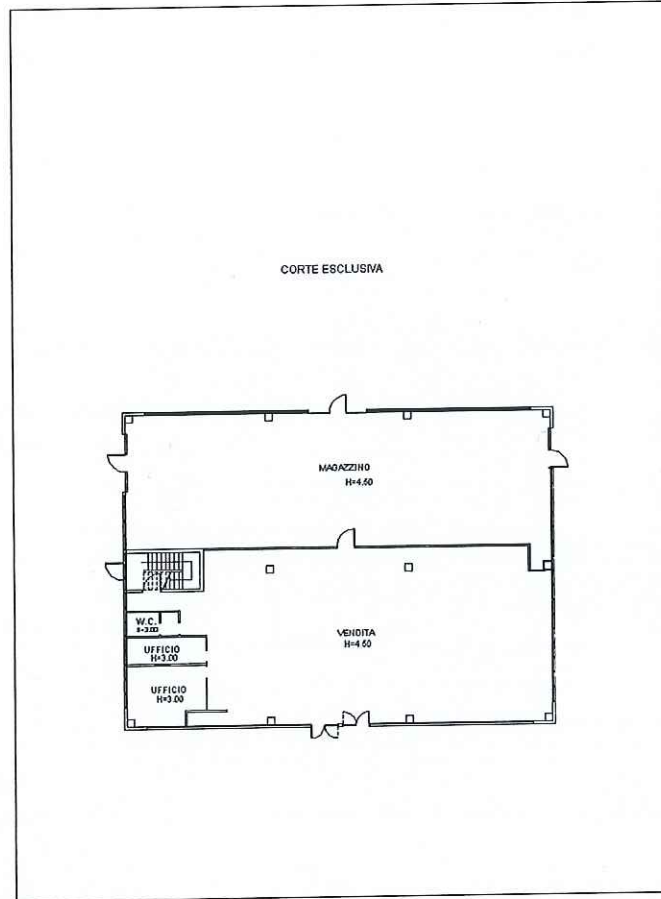 CORTE ESCLUSIVA
MAGAZZINO
H=4.60
VENDITA
H=4.60
W.C.
UFFICIO
H=3.00
UFFICIO
H=3.00